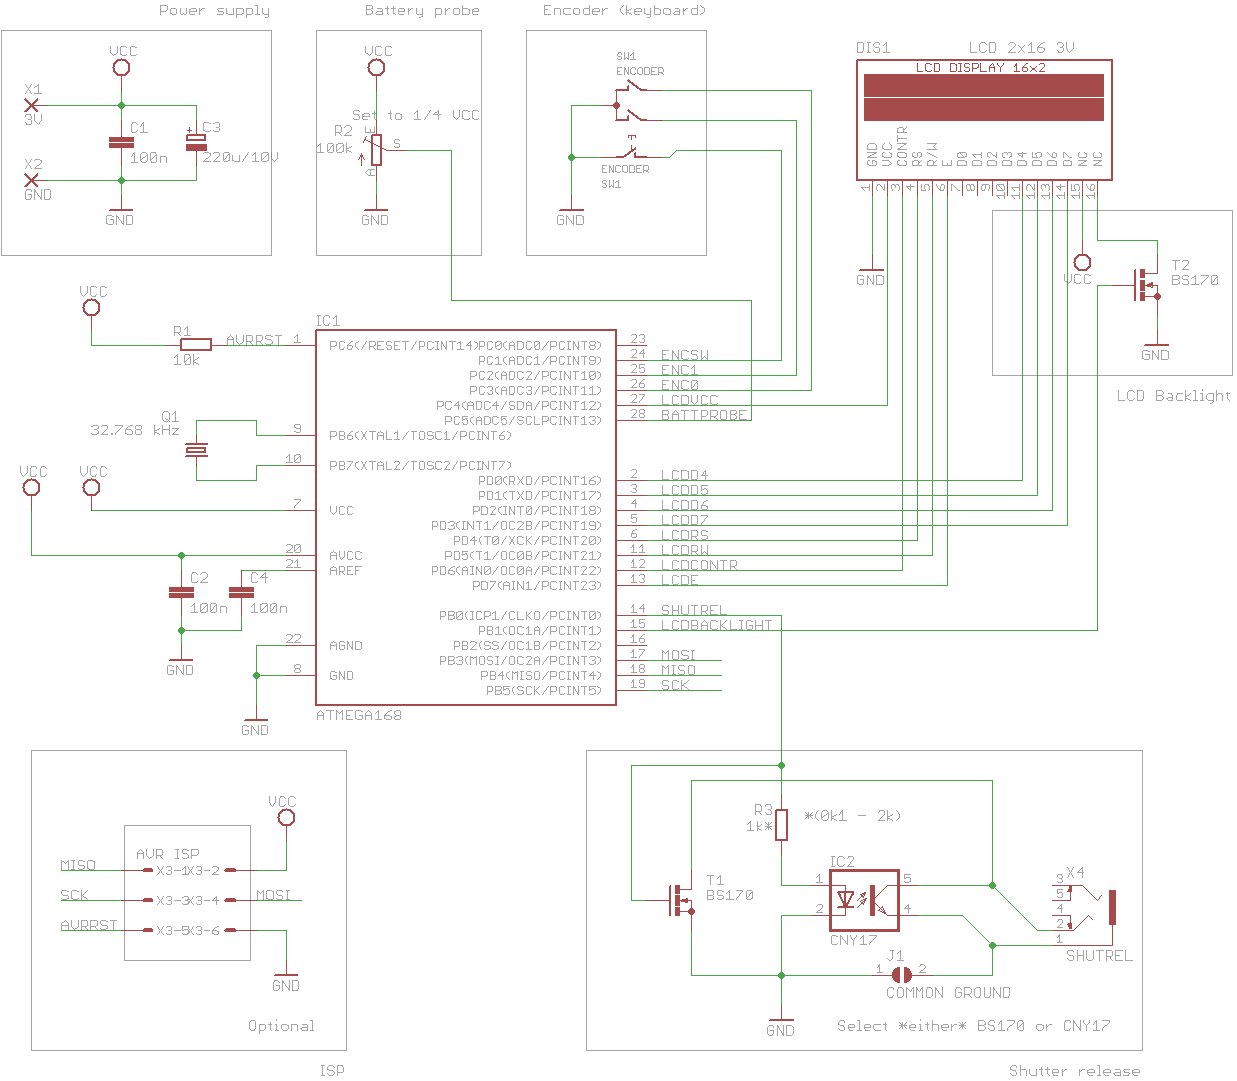 Power supply
Battery probe
Encoder (keyboard)
VCC
X1
3V
C1
100n
C3
+
220u/10V
X2
GND
GND
VCC
Set to 1/4 VCC
R2
100k
E
S
A
GND
SW1
ENCODER
ENCODER
SW1
GND
DIS1
LCD 2x16 3V
LCD DISPLAY 16x2
GND
VCC
CONTR
RS
R/W
E
D0
D1
D2
D3
D4
D5
D6
D7
NC
NC
1
2
3
4
5
6
7
8
9
10
11
12
13
14
15
16
GND
VCC
T2
BS170
GND
LCD Backlight
VCC
R1
10k
AVRRST
1
Q1
32.768 kHz
9
10
VCC
VCC
7
20
21
C2
100n
C4
100n
GND
22
8
GND
IC1
PC6(/RESET/PCINT14)
PC0(ADC0/PCINT8)
PC1(ADC1/PCINT9)
PC2(ADC2/PCINT10)
PC3(ADC3/PCINT11)
PC4(ADC4/SDA/PCINT12)
PC5(ADC5/SCLPCINT13)
PB6(XTAL1/TOSC1/PCINT6)
PB7(XTAL2/TOSC2/PCINT7)
PD0(RXD/PCINT16)
PD1(TXD/PCINT17)
VCC
PD2(INT0/PCINT18)
PD3(INT1/OC2B/PCINT19)
PD4(T0/XCK/PCINT20)
AVCC
PD5(T1/OC0B/PCINT21)
AREF
PD6(AIN0/OC0A/PCINT22)
PD7(AIN1/PCINT23)
PB0(ICP1/CLKO/PCINT0)
PB1(OC1A/PCINT1)
AGND
PB2(SS/OC1B/PCINT2)
PB3(MOSI/OC2A/PCINT3)
GND
PB4(MISO/PCINT4)
PB5(SCK/PCINT5)
ATMEGA168
23
24 ENCSW
25 ENC1
26 ENC0
27 LCDVCC
28 BATTPROBE
2 LCDD4
3 LCDD5
4 LCDD6
5 LCDD7
6 LCDRS
11 LCDRW
12 LCDCONTR
13 LCDE
14 SHUTREL
15 LCDBACKLIGHT
16
17 MOSI
18 MISO
19 SCK
VCC
AVR ISP
MISO
X3-1
X3-2
SCK
X3-3
X3-4
MOSI
AVRRST
X3-5
X3-6
GND
Optional
ISP
R3
1k*
*(0k1 - 2k)
T1
BS170
IC2
1
2
5
4
CNY17
J1
1
2
COMMON GROUND
X4
3
5
4
2
1
SHUTREL
GND
Select *either* BS170 or CNY17
Shutter release